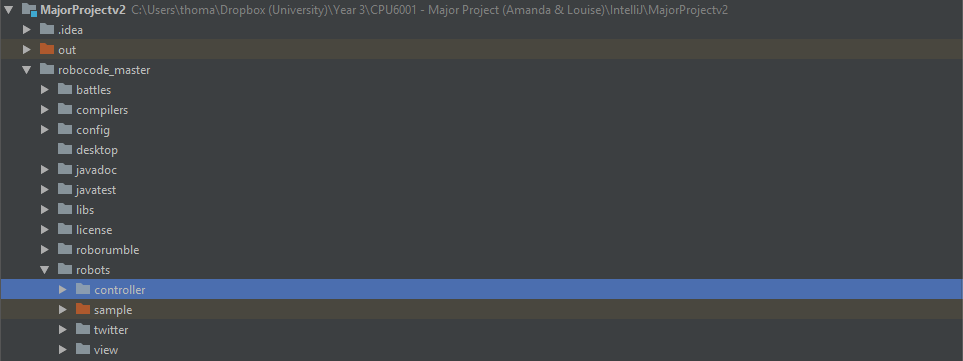 MajorProjectv2 C:\Users\thoma\Dropbox (University)\Year 3\CPU6001 - Major Project (Amanda & Louise)\IntelliJ\MajorProjectv2
.idea
out
robocode_master
battles
compilers
config
desktop
javadoc
javatest
libs
license
roborumble
robots
controller
sample
twitter
view